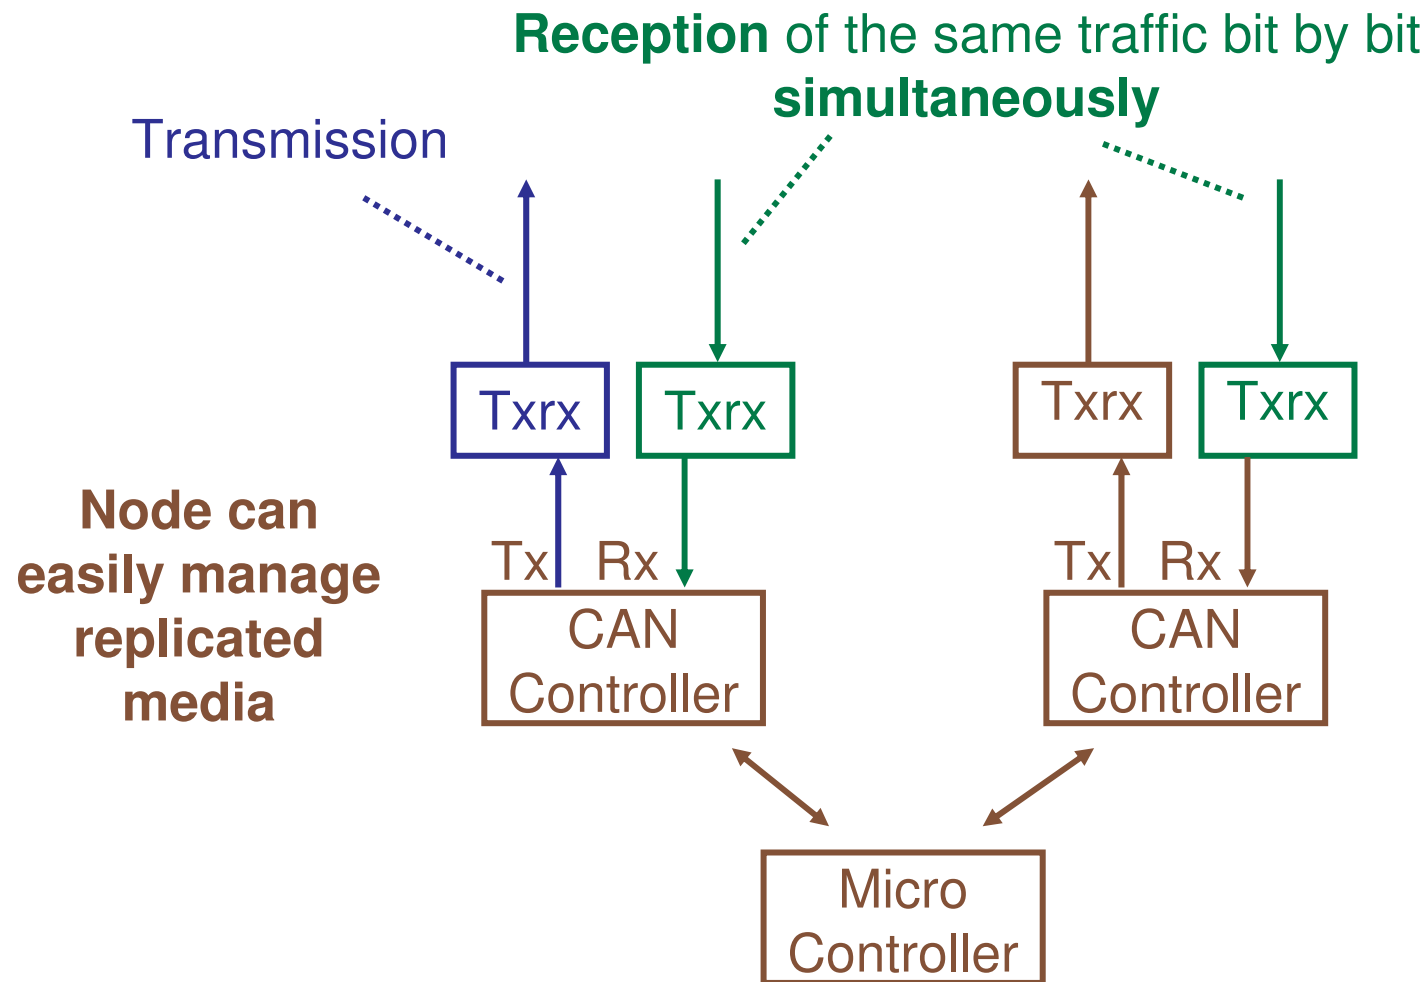 Reception of the same traffic bit by bit
simultaneously
Transmission
Txrx
Txrx
Txrx
Txrx
Node can
easily manage
replicated
media
Tx
Rx
Tx
Rx
CAN
Controller
CAN
Controller
Micro
Controller